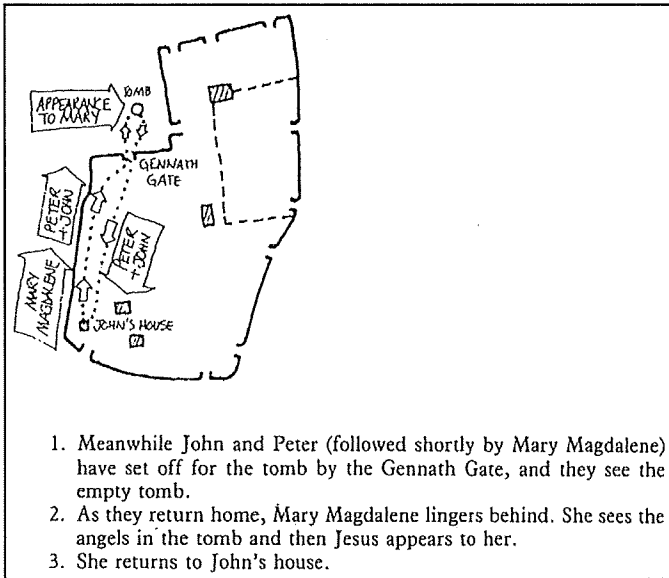 TOMB
APPEARANCE
TO MARY
GENNATH
GATE
PETER
+ JOHN
PETER
+ JOHN
MARY
MAGDALENE
JOHN'S HOUSE
1. Meanwhile John and Peter (followed shortly by Mary Magdalene)
have set off for the tomb by the Gennath Gate, and they see the
empty tomb.
2. As they return home, Mary Magdalene lingers behind. She sees the
angels in the tomb and then Jesus appears to her.
3. She returns to John's house.